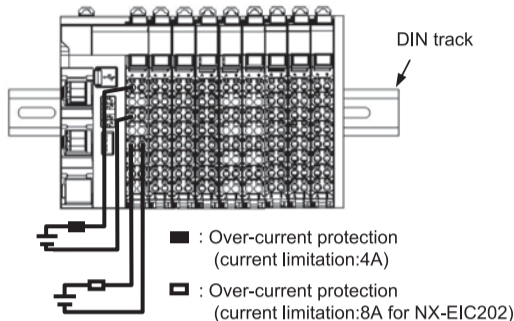 DIN track
■ : Over-current protection
(current limitation:4A)
□ : Over-current protection
(current limitation:8A for NX-EIC202)